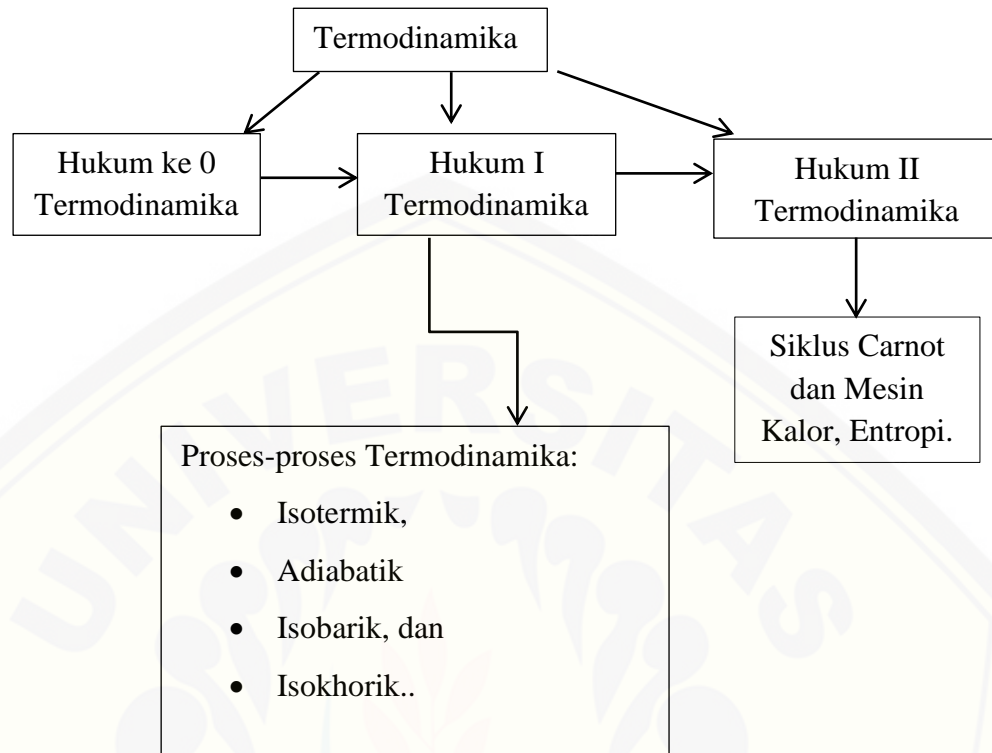 Termodinamika
Hukum ke 0
Termodinamika
Hukum I
Termodinamika
Hukum II
Termodinamika
Siklus Carnot
dan Mesin
Kalor, Entropi.
Proses-proses Termodinamika:
• Isotermik,
• Adiabatik
• Isobarik, dan
• Isokhorik..
UNIVERSITAS